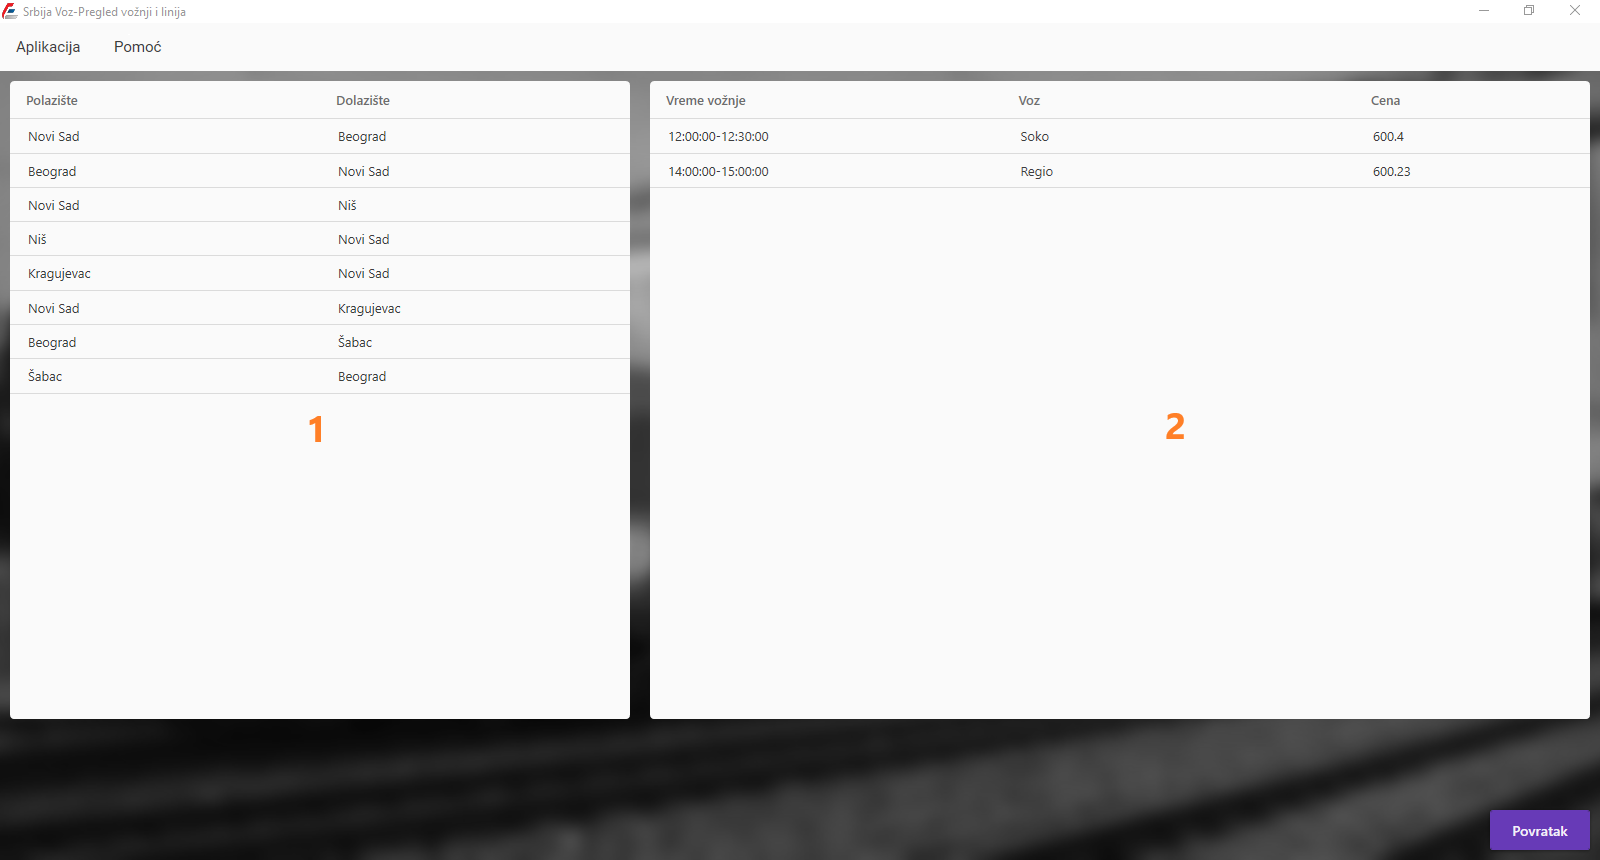 Srbija Voz-Pregled vožnji i linija
Aplikacija Pomoć
Polazište Dolazište
Novi Sad Beograd
Beograd Novi Sad
Novi Sad Niš
Niš Novi Sad
Kragujevac Novi Sad
Novi Sad Kragujevac
Beograd Šabac
Šabac Beograd
1
Vreme vožnje Voz Cena
12:00:00-12:30:00 Soko 600.4
14:00:00-15:00:00 Regio 600.23
2
Povratak